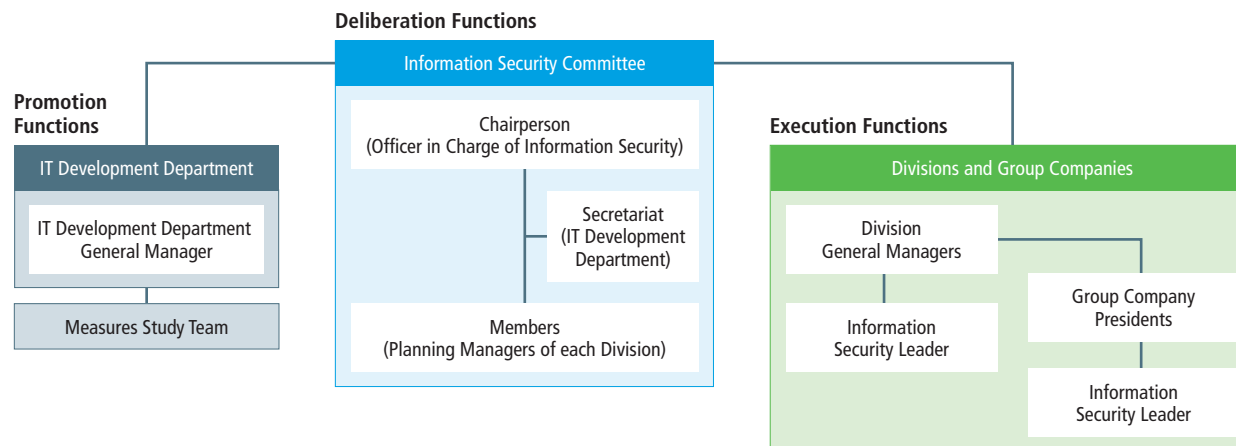 Deliberation Functions
Information Security Committee
Chairperson
(Officer in Charge of Information Security)
Secretariat
(IT Development
Department)
Members
(Planning Managers of each Division)
Promotion
Functions
IT Development Department
IT Development Department
General Manager
Measures Study Team
Execution Functions
Divisions and Group Companies
Division
General Managers
Information
Security Leader
Group Company
Presidents
Information
Security Leader